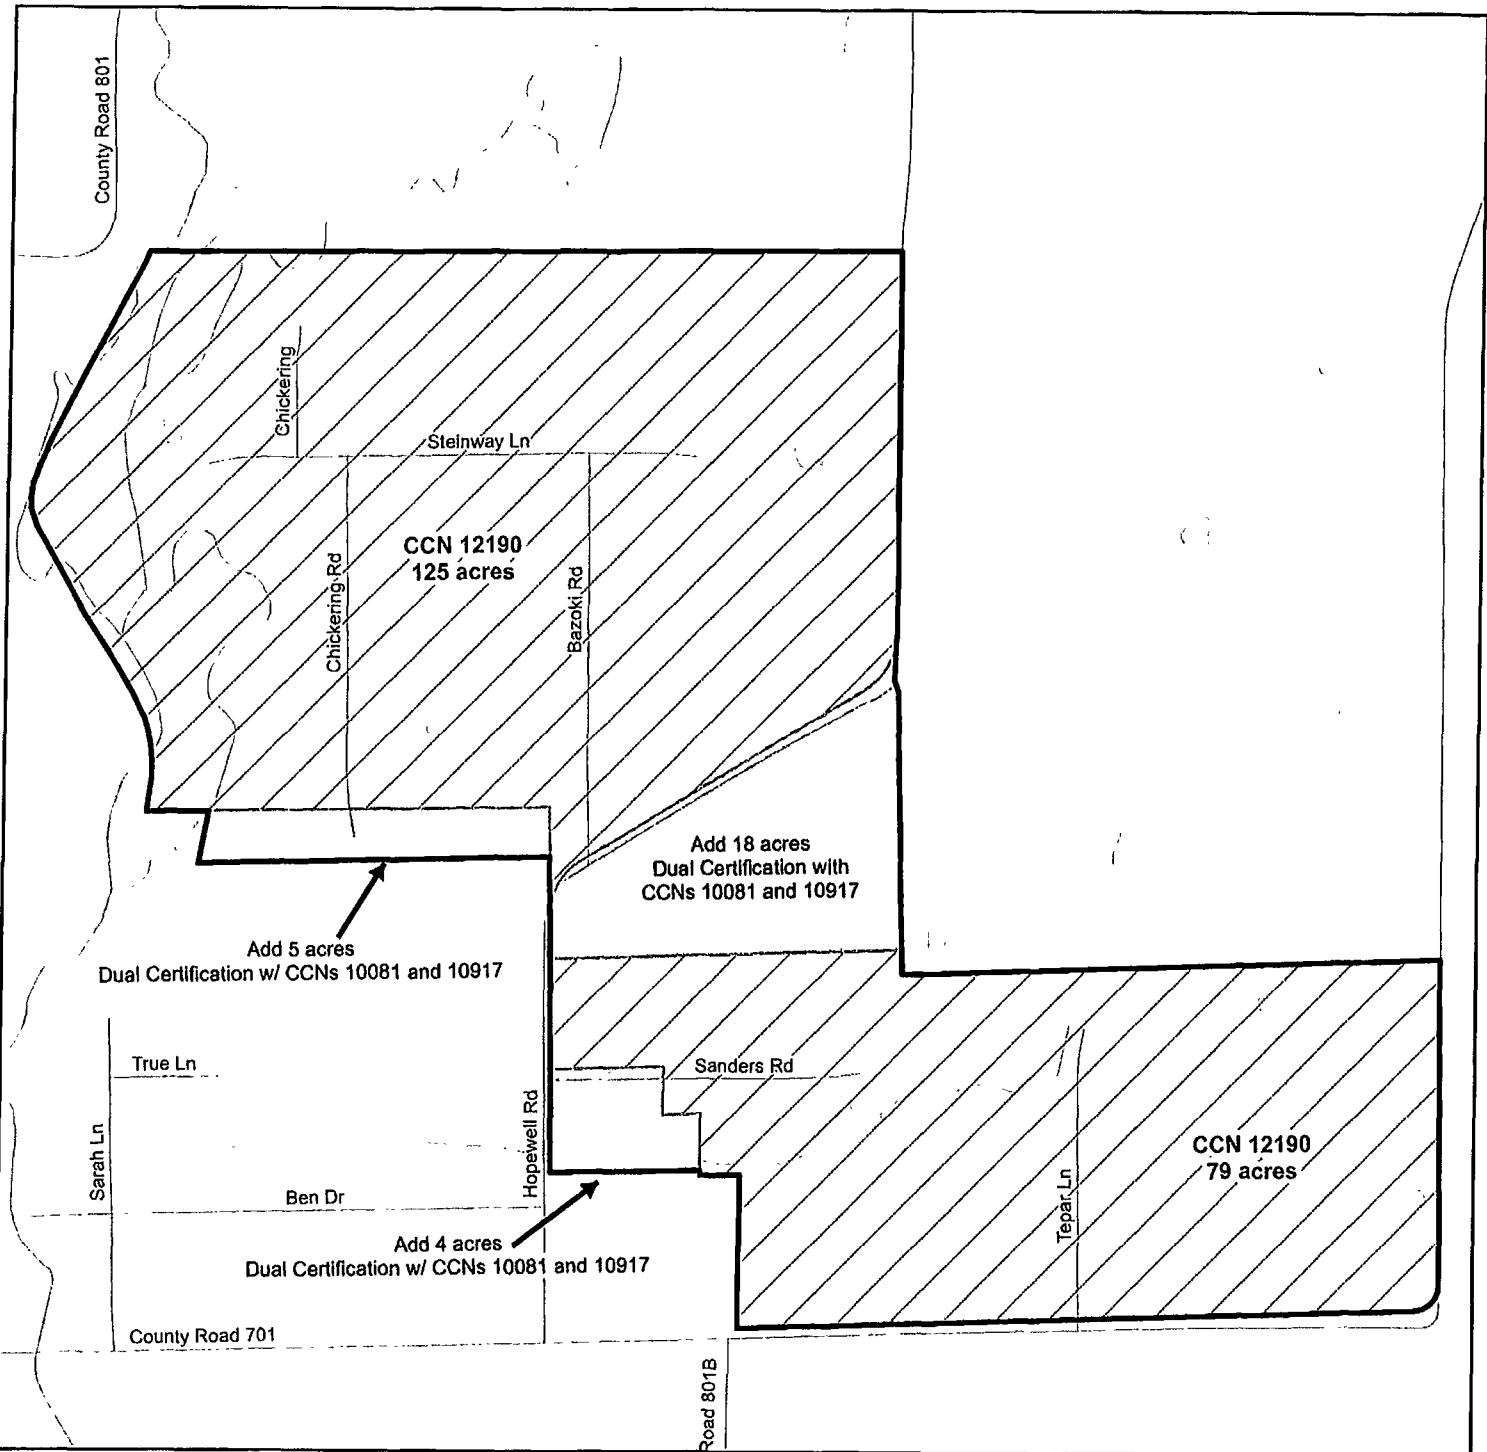 County Road 801
Chickering
Steinway Ln
CCN 12190
125 acres
Chickering Rd
Bazoki Rd
Add 18 acres
Dual Certification with
CCNs 10081 and 10917
Add 5 acres
Dual Certification w/ CCNs 10081 and 10917
True Ln
Sanders Rd
Hopewell Rd
Sarah Ln
CCN 12190
79 acres
Ben Dr
Tepar Ln
Add 4 acres
Dual Certification w/ CCNs 10081 and 10917
County Road 701
Road 801B